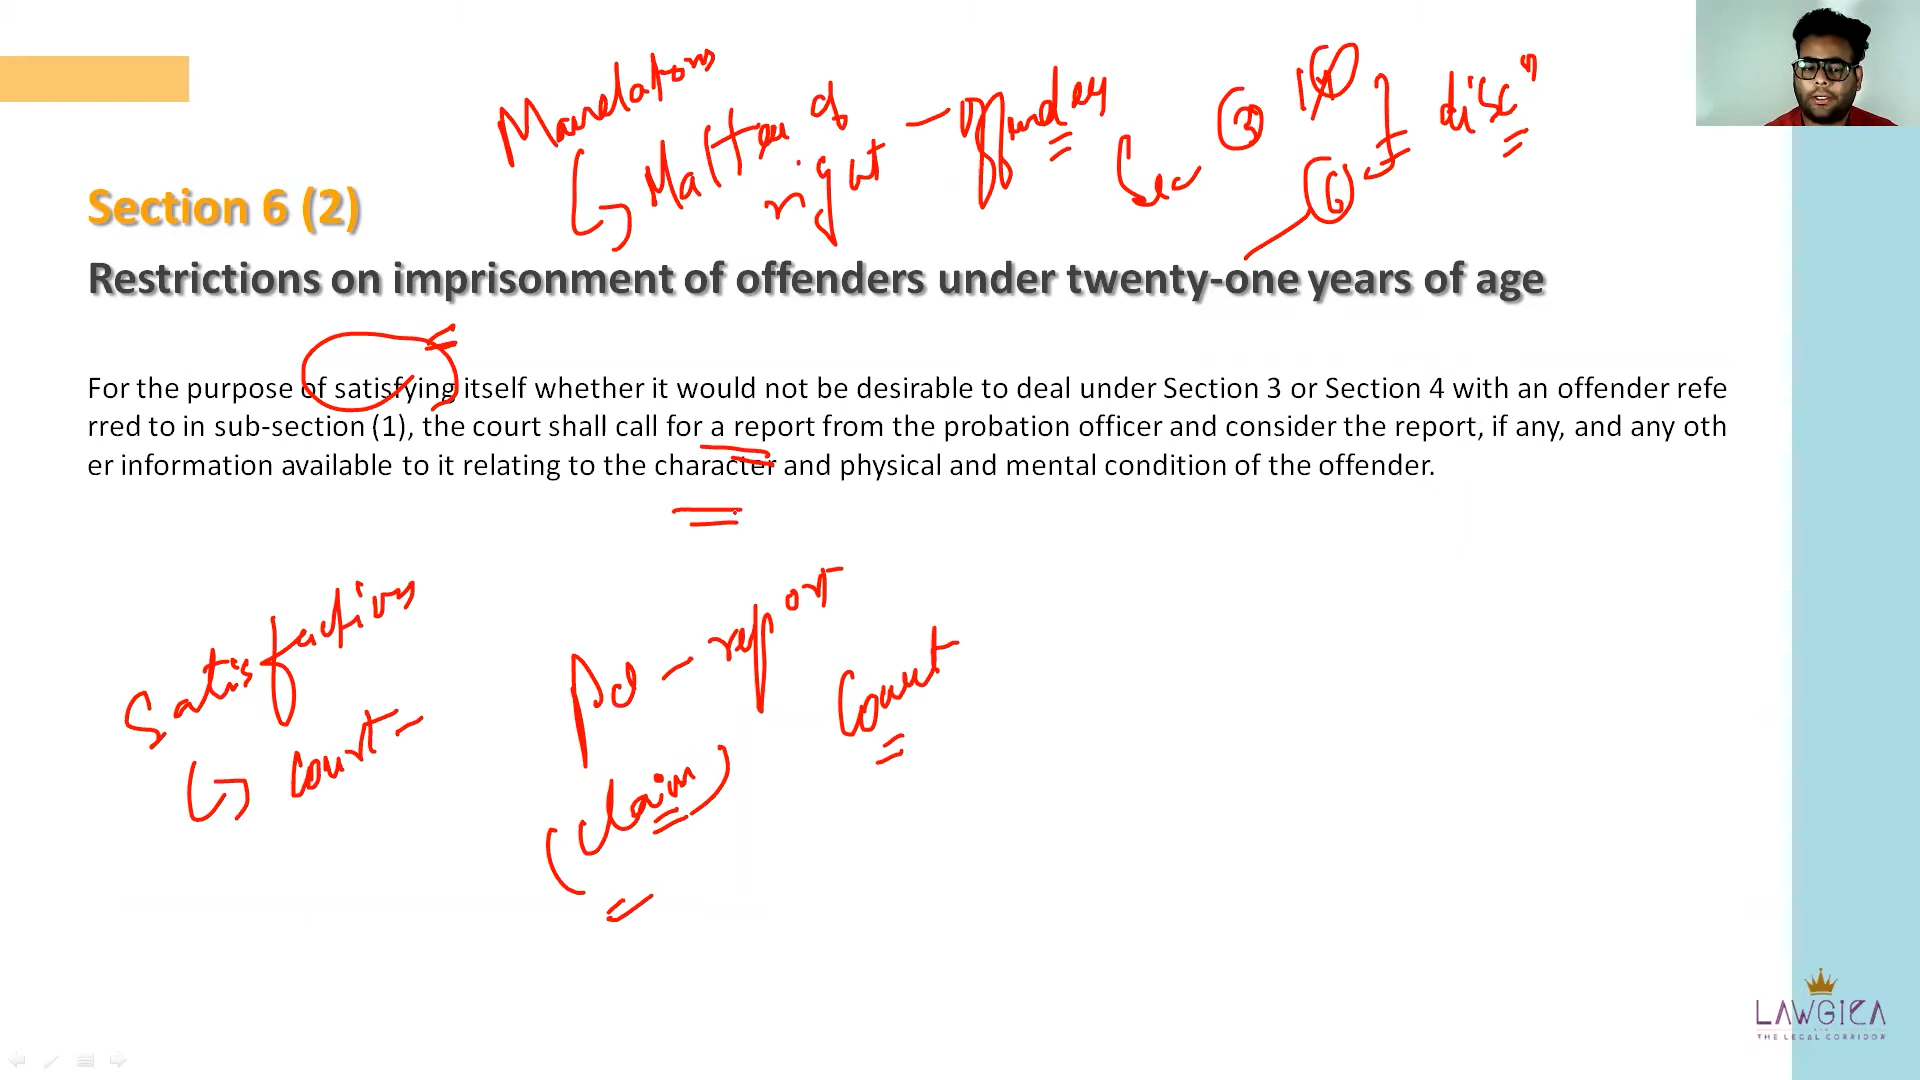 Mandatory
Matter of right - offender
Sec 3, 4
6
disc"
Section 6 (2)
Restrictions on imprisonment of offenders under twenty-one years of age
For the purpose of satisfying itself whether it would not be desirable to deal under Section 3 or Section 4 with an offender refe
rred to in sub-section (1), the court shall call for a report from the probation officer and consider the report, if any, and any oth
er information available to it relating to the character and physical and mental condition of the offender.
Satisfaction
court -
PO - report
(claim)
Court
LAWGICA
THE LEGAL CORRIDOR